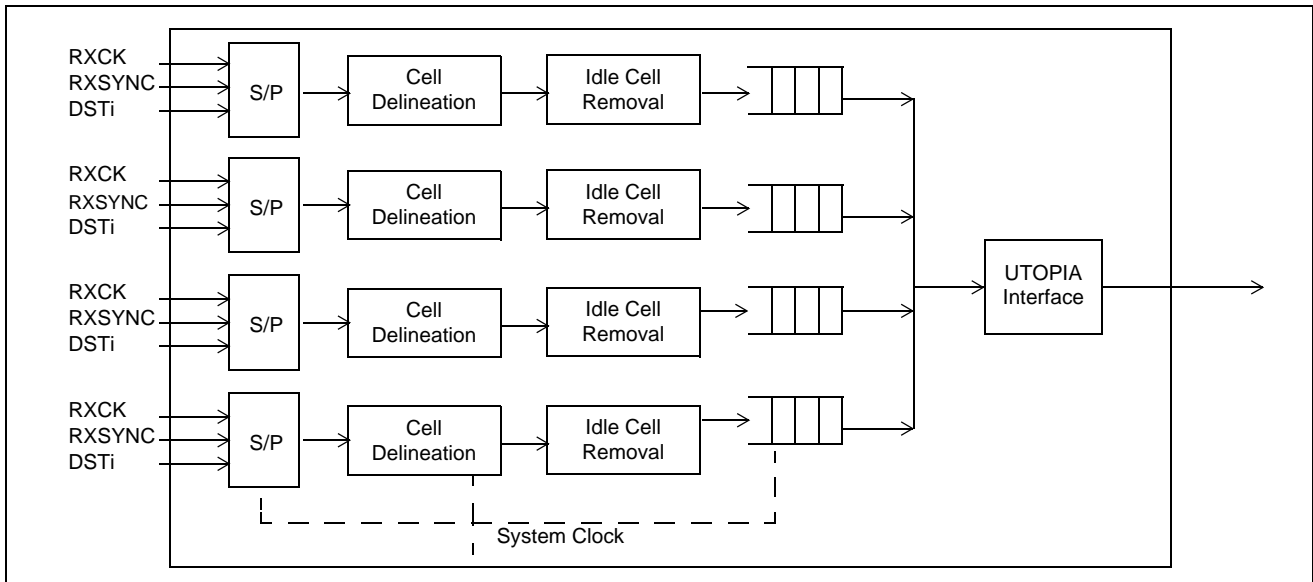 RXCK
RXSYNC
DSTi
S/P
Cell
Delineation
Idle Cell
Removal
RXCK
RXSYNC
DSTi
S/P
Cell
Delineation
Idle Cell
Removal
UTOPIA
Interface
RXCK
RXSYNC
DSTi
S/P
Cell
Delineation
Idle Cell
Removal
RXCK
RXSYNC
DSTi
S/P
Cell
Delineation
Idle Cell
Removal
System Clock